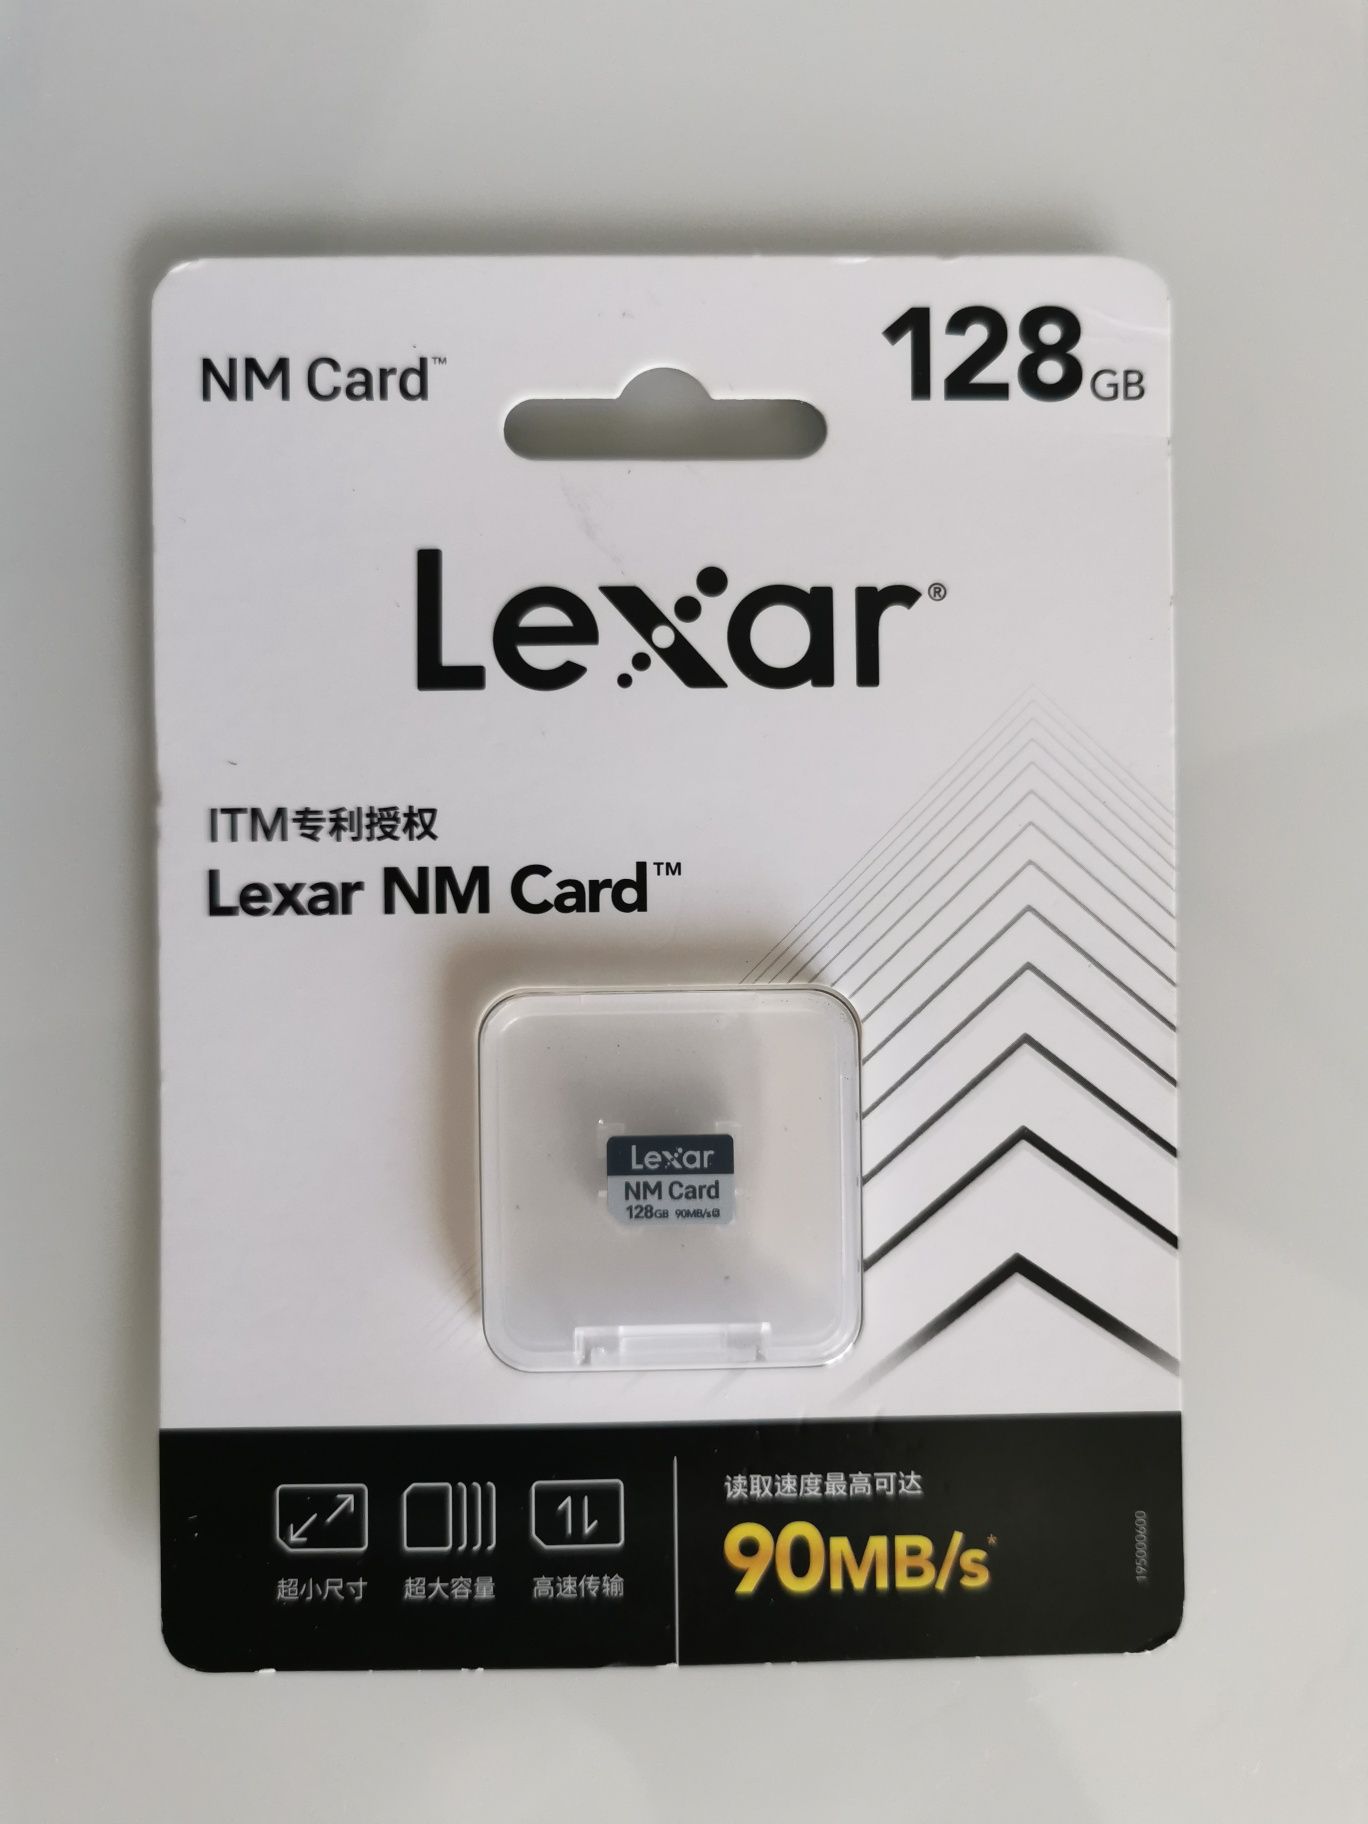 NM Card™
128GB
Lexar®
ITM专利授权
Lexar NM Card™
Lexar
NM Card
128GB 90MB/s
超小尺寸
超大容量
高速传输
读取速度最高可达
90MB/s*
195000600